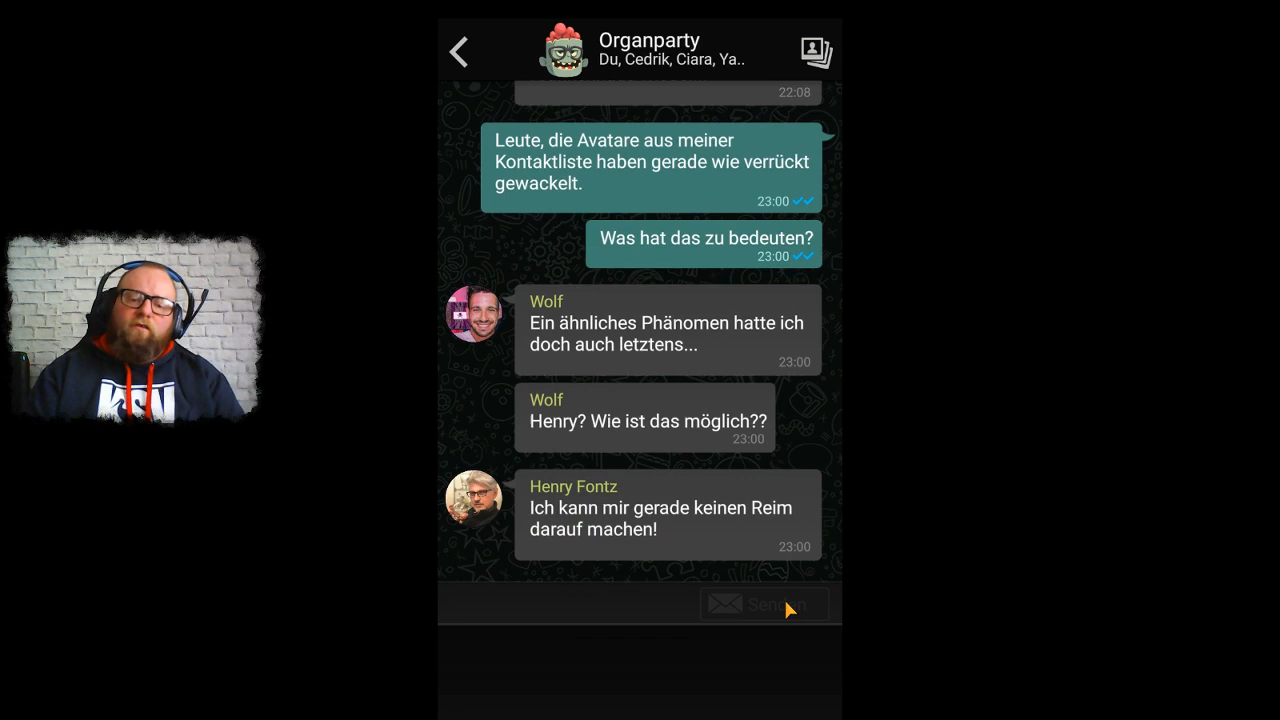 Organparty
Du, Cedrik, Ciara, Ya..
22:08
Leute, die Avatare aus meiner
Kontaktliste haben gerade wie verrückt
gewackelt.
23:00
Was hat das zu bedeuten?
23:00
Wolf
Ein ähnliches Phänomen hatte ich
doch auch letztens...
23:00
Wolf
Henry? Wie ist das möglich??
23:00
Henry Fontz
Ich kann mir gerade keinen Reim
darauf machen!
23:00
Senden